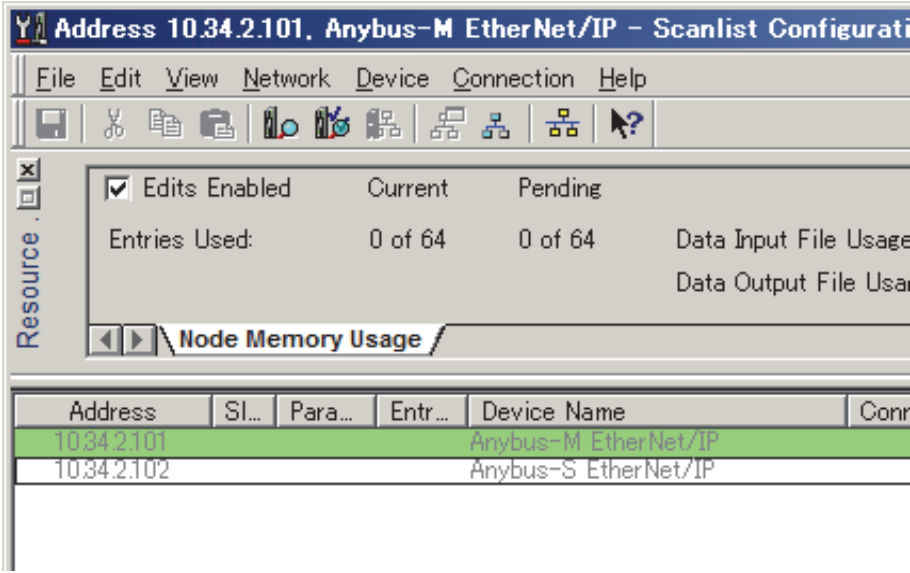 Address 10.34.2.101, Anybus-M EtherNet/IP - Scanlist Configurati
File Edit View Network Device Connection Help
Edits Enabled Current Pending
Entries Used: 0 of 64 0 of 64 Data Input File Usage
Data Output File Usa
Resource .
Node Memory Usage
Address Sl... Para... Entr... Device Name Conn
10.34.2.101 Anybus-M EtherNet/IP
10.34.2.102 Anybus-S EtherNet/IP